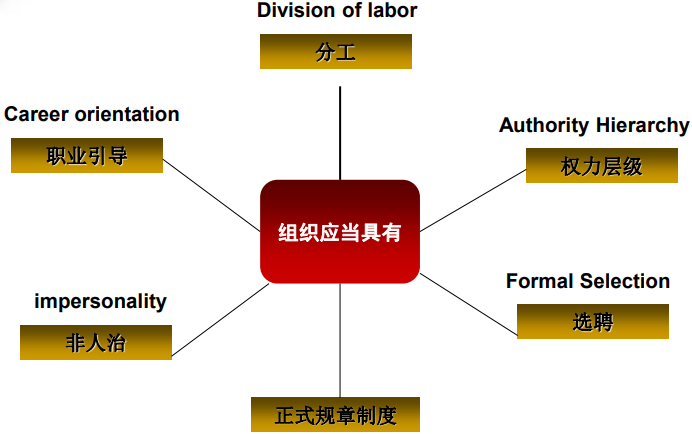 Division of labor
分工
Career orientation
职业引导
Authority Hierarchy
权力层级
组织应当具有
impersonality
非人治
Formal Selection
选聘
正式规章制度